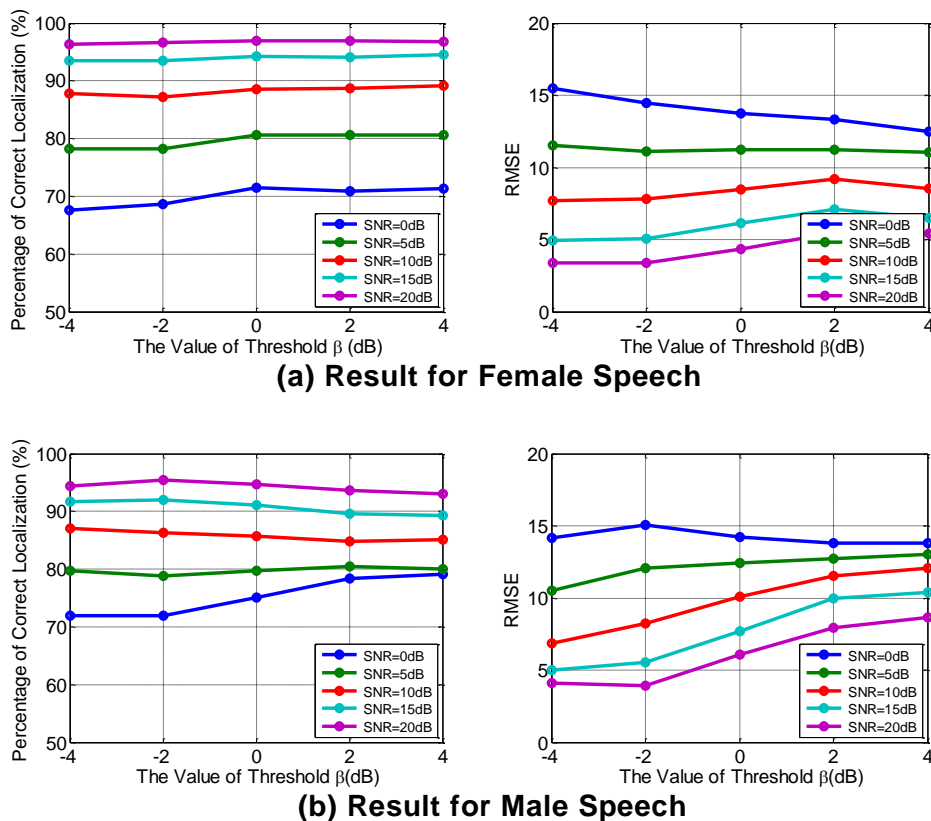 Percentage of Correct Localization (%)
100
90
80
70
60
50
-4
-2
0
2
4
The Value of Threshold β (dB)
SNR=0dB
SNR=5dB
SNR=10dB
SNR=15dB
SNR=20dB
RMSE
20
15
10
5
0
-4
-2
0
2
4
The Value of Threshold β(dB)
SNR=0dB
SNR=5dB
SNR=10dB
SNR=15dB
SNR=20dB
(a) Result for Female Speech
Percentage of Correct Localization (%)
100
90
80
70
60
50
-4
-2
0
2
4
The Value of Threshold β(dB)
SNR=0dB
SNR=5dB
SNR=10dB
SNR=15dB
SNR=20dB
RMSE
20
15
10
5
0
-4
-2
0
2
4
The Value of Threshold β(dB)
SNR=0dB
SNR=5dB
SNR=10dB
SNR=15dB
SNR=20dB
(b) Result for Male Speech